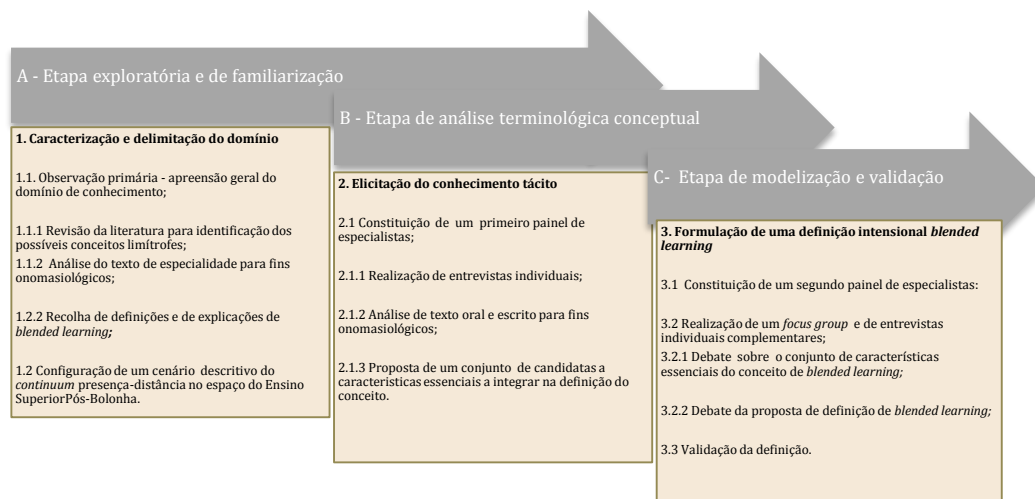 A - Etapa exploratória e de familiarização
1. Caracterização e delimitação do domínio
1.1. Observação primária - apreensão geral do
domínio de conhecimento;
1.1.1 Revisão da literatura para identificação dos
possíveis conceitos limítrofes;
1.1.2 Análise do texto de especialidade para fins
onomasiológicos;
1.2.2 Recolha de definições e de explicações de
blended learning;
1.2 Configuração de um cenário descritivo do
continuum presença-distância no espaço do Ensino
SuperiorPós-Bolonha.
B - Etapa de análise terminológica conceptual
2. Elicitação do conhecimento tácito
2.1 Constituição de um primeiro painel de
especialistas;
2.1.1 Realização de entrevistas individuais;
2.1.2 Análise de texto oral e escrito para fins
onomasiológicos;
2.1.3 Proposta de um conjunto de candidatas a
caracteristicas essenciais a integrar na definição do
conceito.
C- Etapa de modelização e validação
3. Formulação de uma definição intensional blended
learning
3.1 Constituição de um segundo painel de especialistas:
3.2 Realização de um focus group e de entrevistas
individuais complementares;
3.2.1 Debate sobre o conjunto de características
essenciais do conceito de blended learning;
3.2.2 Debate da proposta de definição de blended learning;
3.3 Validação da definição.